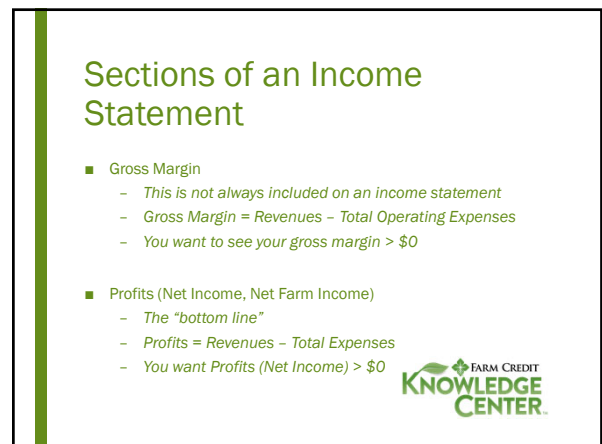 Sections of an Income
Statement
■ Gross Margin
– This is not always included on an income statement
– Gross Margin = Revenues – Total Operating Expenses
– You want to see your gross margin > $0
■ Profits (Net Income, Net Farm Income)
– The “bottom line”
– Profits = Revenues – Total Expenses
– You want Profits (Net Income) > $0
FARM CREDIT
KNOWLEDGE
CENTER